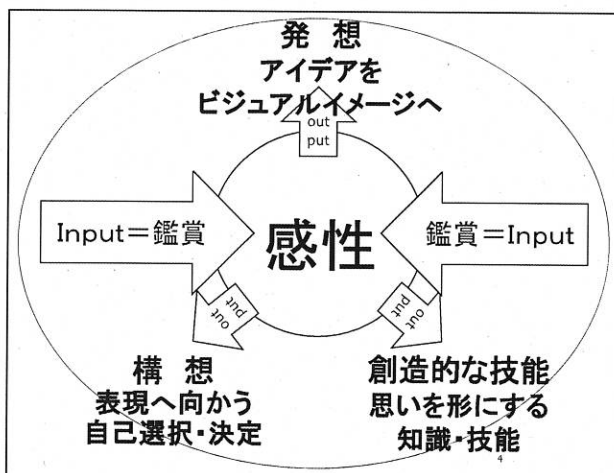 発 想
アイデアを
ビジュアルイメージへ
out
put
Input=鑑賞
感性
鑑賞=Input
out
put
out
put
構 想
表現へ向かう
自己選択・決定
創造的な技能
思いを形にする
知識・技能
4